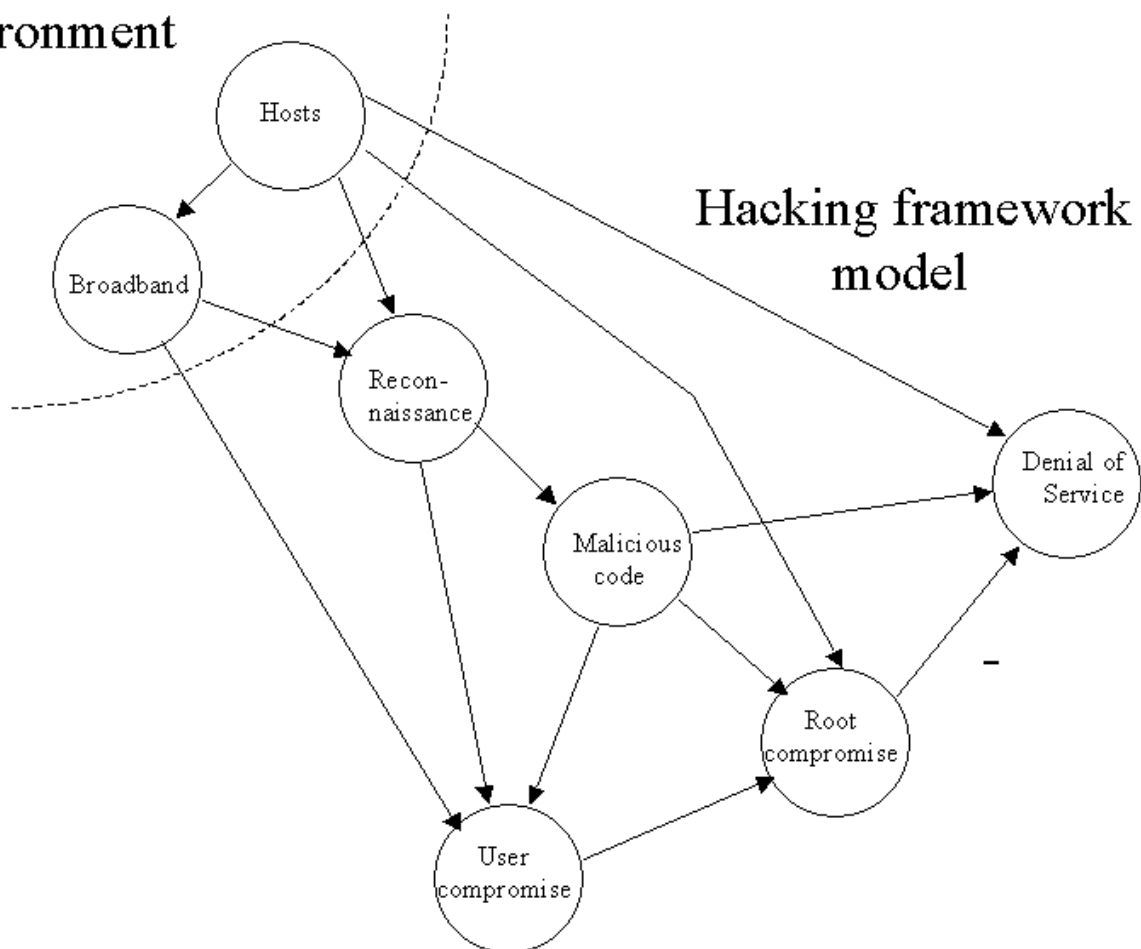 ronment
Hosts
Hacking framework
model
Broadband
Recon-
naissance
Denial of
Service
Malicious
code
-
Root
compromise
User
compromise